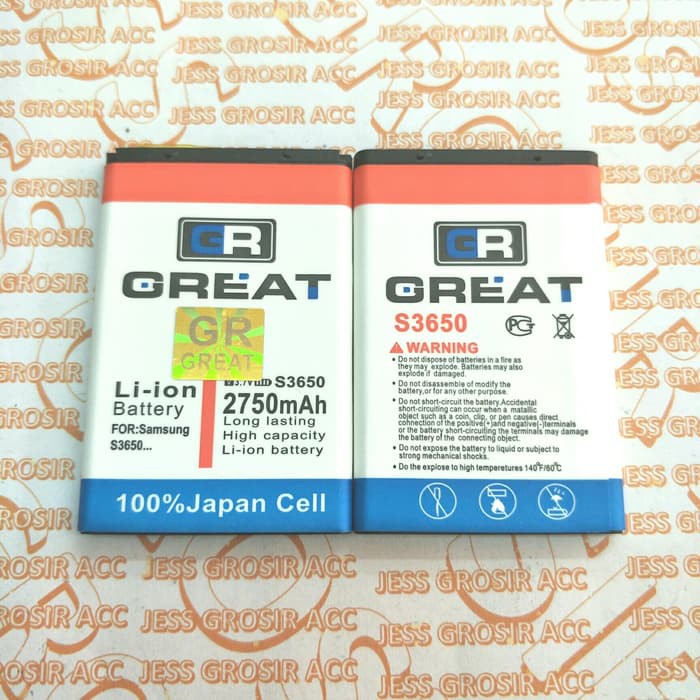 GR
GREAT
GR
GREAT
S3650
2750mAh
Long lasting
High capacity
Li-ion battery
Li-ion
Battery
FOR:Samsung
S3650...
100%Japan Cell
GR
GREAT
S3650
WARNING
• Do not dispose of batteries in a fire as
they may explode. Batteries may also
explode if damaged.
• Do not disassemble of modify the
battery,or for any other purpose.
• Do not short-circuit the battery.Accidental
short-circuiting can occur when a matallic
object such as a coin, clip, or pen causes direct
connection of the positive(+)and negative(-)terminals
or the battery short-circuiting the terminals may damage
the battery of the connecting object.
• Do not expose the battery to liquid or subject to
strong mechanical shocks.
• Do the explose to high temperetures 140°F/60°C
JESS GROSIR ACC